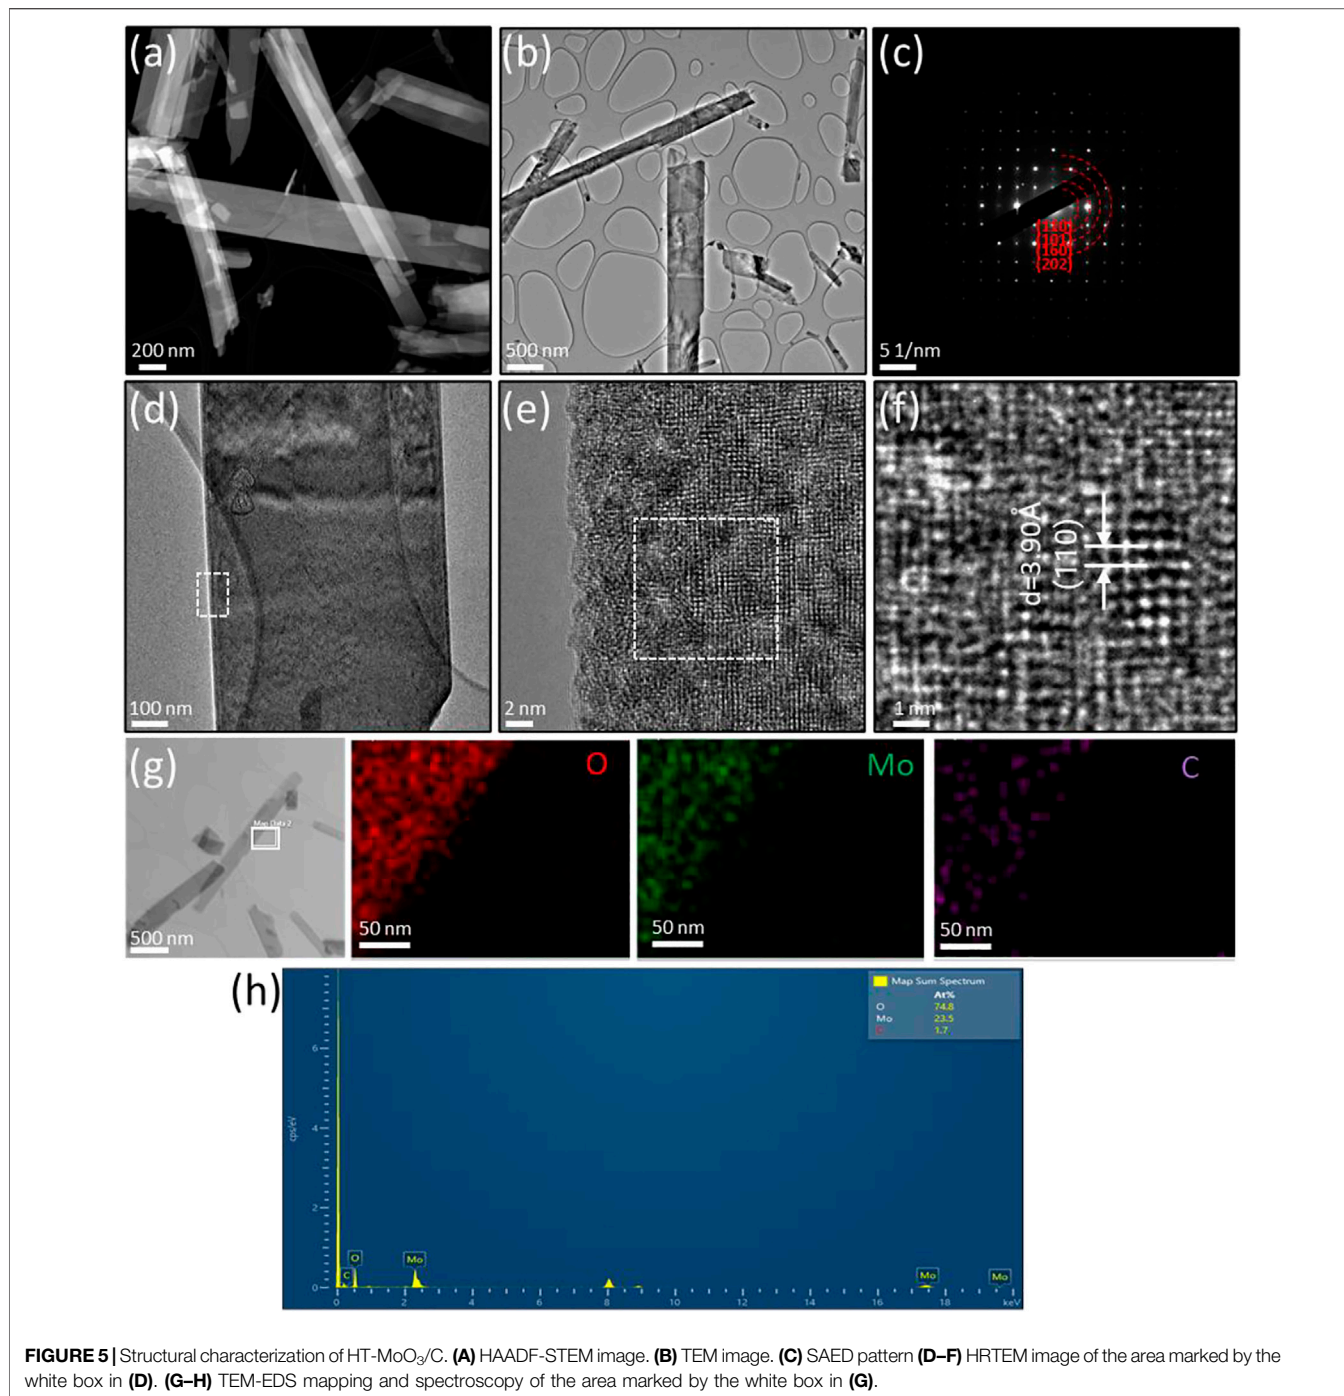 (a)
200 nm
(b)
500 nm
(c)
(110)
(101)
(160)
(202)
5 1/nm
(d)
100 nm
(e)
2 nm
(f)
d=3.90Å
(110)
1 nm
(g)
Map Data 2
500 nm
O
50 nm
Mo
50 nm
C
50 nm
(h)
Map Sum Spectrum
At%
O 74.8
Mo 23.5
C 1.7
cps/eV
6
4
2
0
C
O
Mo
Mo
Mo
0 2 4 6 8 10 12 14 16 18 keV
FIGURE 5 | Structural characterization of HT-MoO₃/C. (A) HAADF-STEM image. (B) TEM image. (C) SAED pattern (D–F) HRTEM image of the area marked by the
white box in (D). (G–H) TEM-EDS mapping and spectroscopy of the area marked by the white box in (G).